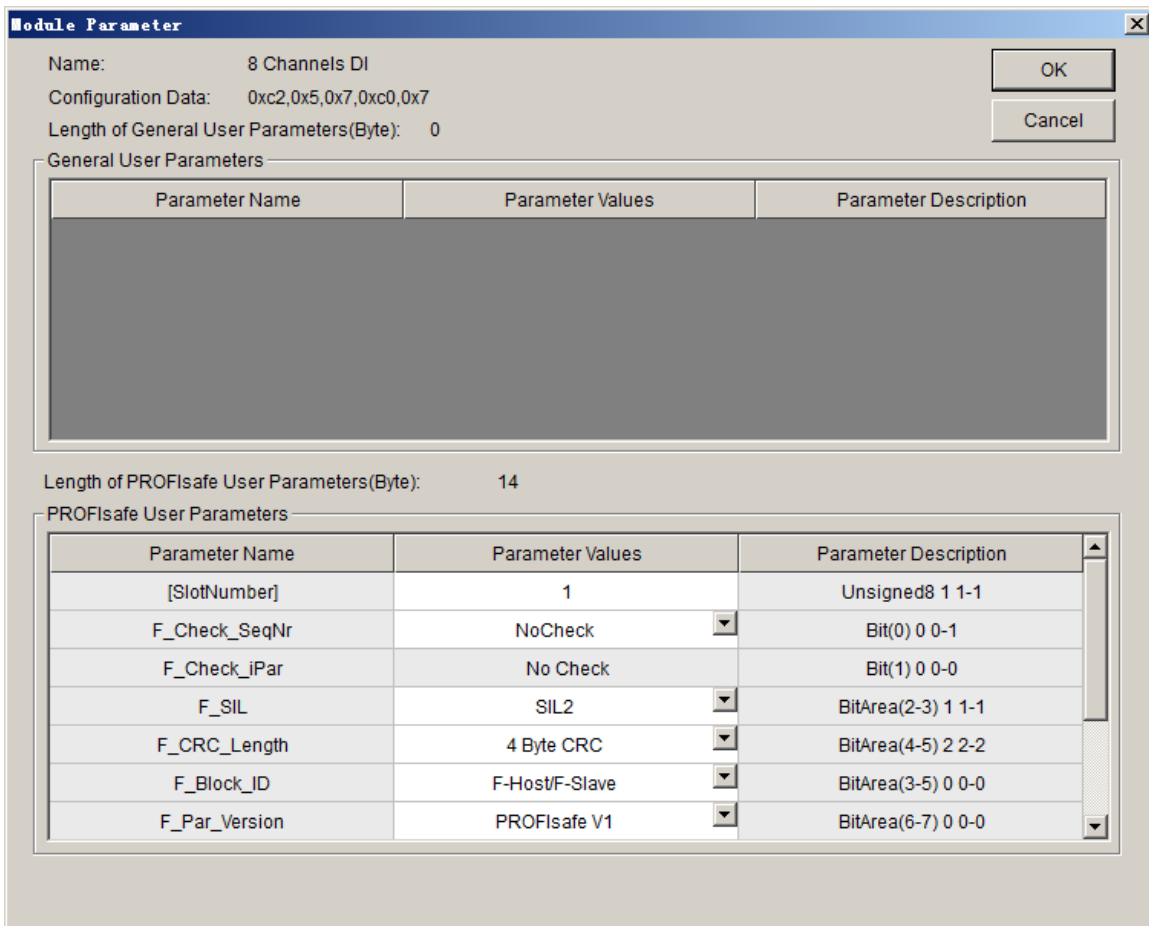 Module Parameter
Name: 8 Channels DI
OK
Configuration Data: 0xc2,0x5,0x7,0xc0,0x7
Cancel
Length of General User Parameters(Byte): 0
General User Parameters
Parameter Name Parameter Values Parameter Description
Length of PROFIsafe User Parameters(Byte): 14
PROFIsafe User Parameters
Parameter Name Parameter Values Parameter Description
[SlotNumber] 1 Unsigned8 1 1-1
F_Check_SeqNr NoCheck Bit(0) 0 0-1
F_Check_iPar No Check Bit(1) 0 0-0
F_SIL SIL2 BitArea(2-3) 1 1-1
F_CRC_Length 4 Byte CRC BitArea(4-5) 2 2-2
F_Block_ID F-Host/F-Slave BitArea(3-5) 0 0-0
F_Par_Version PROFIsafe V1 BitArea(6-7) 0 0-0